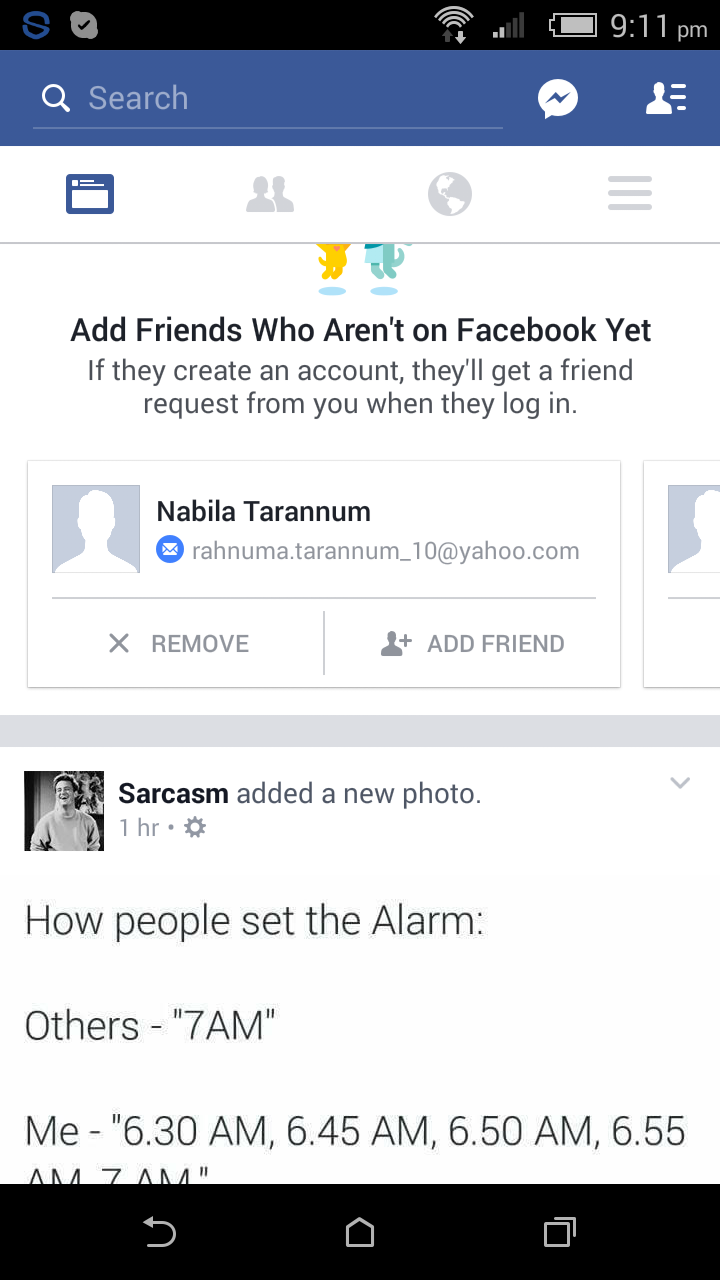 9:11 pm
Search
Add Friends Who Aren't on Facebook Yet
If they create an account, they'll get a friend
request from you when they log in.
Nabila Tarannum
rahnuma.tarannum_10@yahoo.com
REMOVE
ADD FRIEND
Sarcasm added a new photo.
1 hr •
How people set the Alarm:
Others - "7AM"
Me - "6.30 AM, 6.45 AM, 6.50 AM, 6.55
AM, 7 AM "